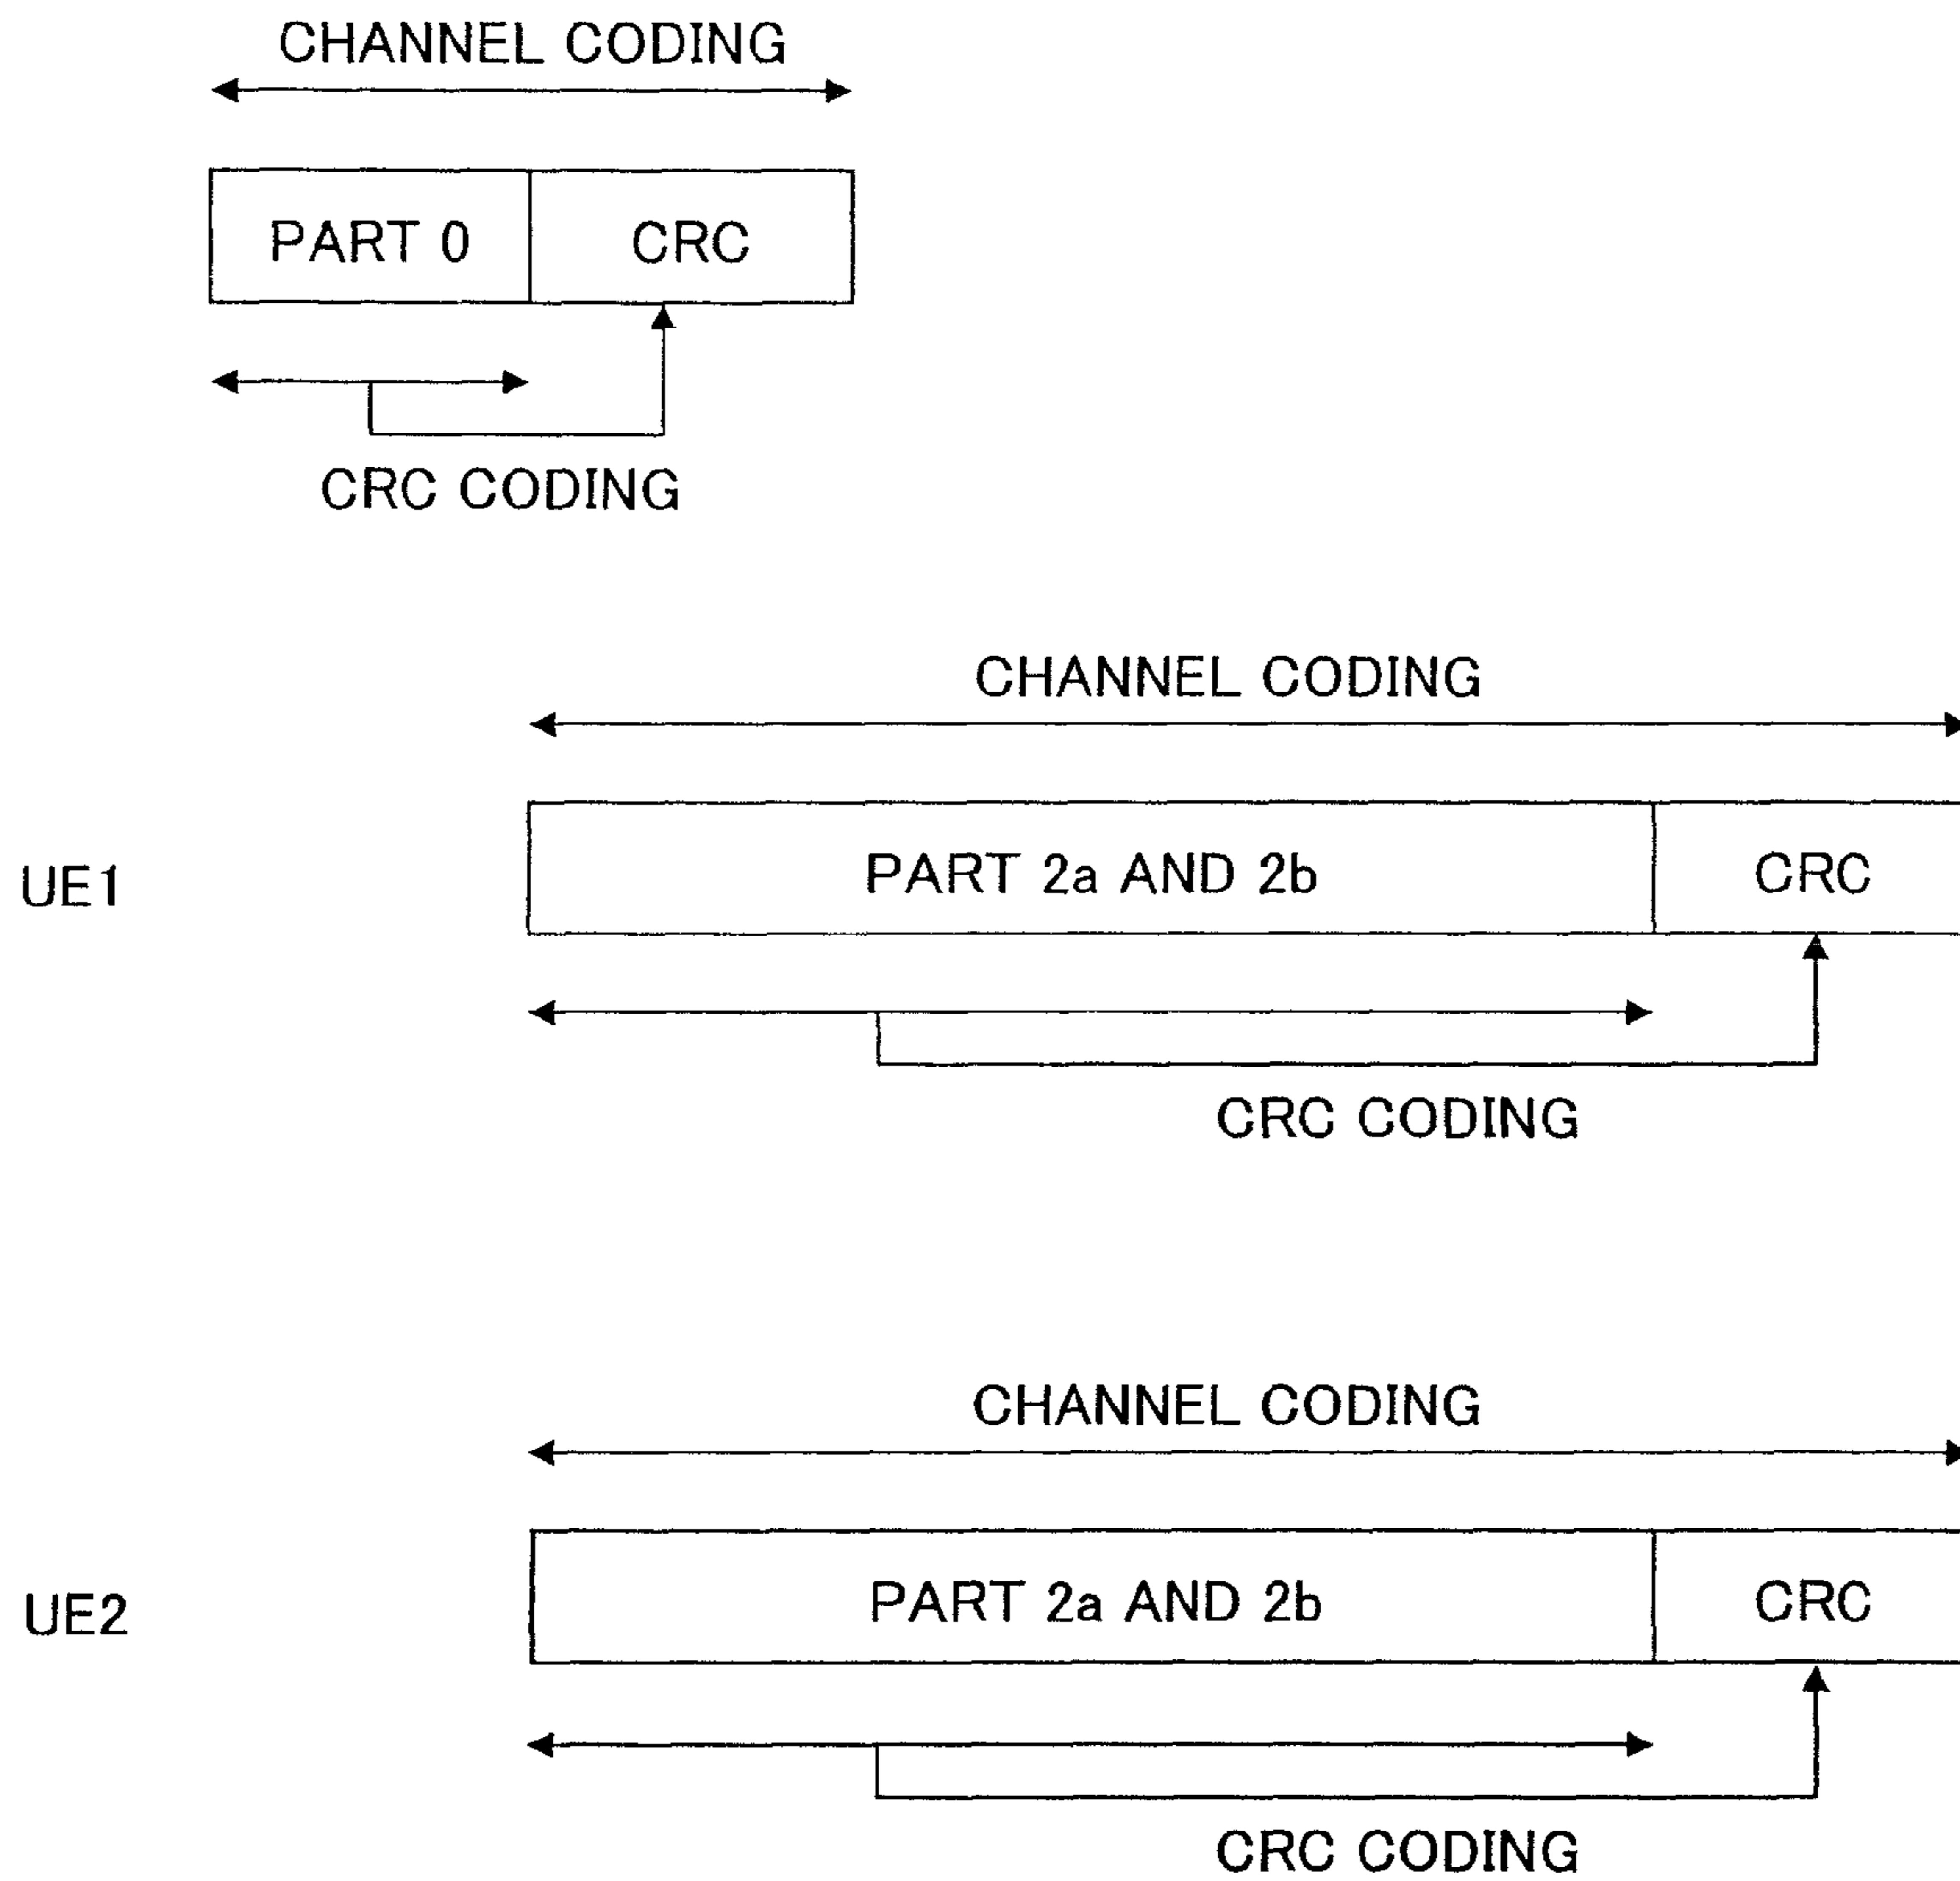 CHANNEL CODING
PART 0 CRC
CRC CODING
CHANNEL CODING
UE1 PART 2a AND 2b CRC
CRC CODING
CHANNEL CODING
UE2 PART 2a AND 2b CRC
CRC CODING